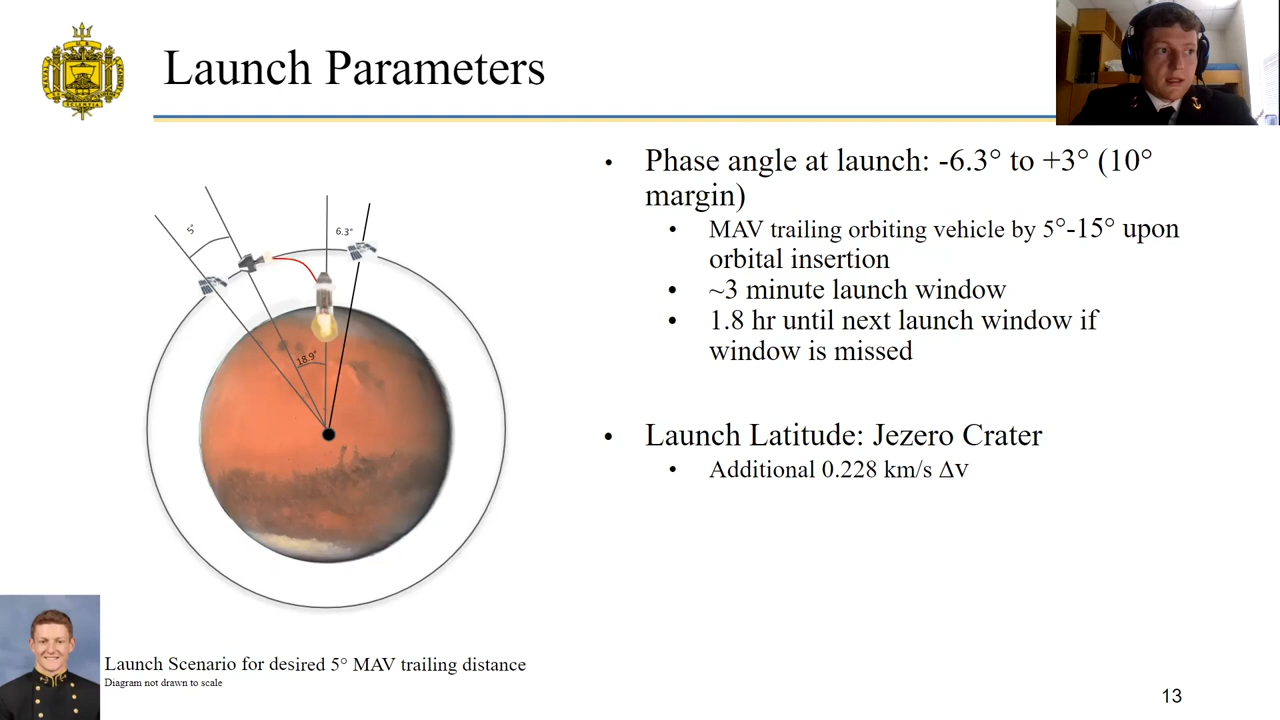 Launch Parameters
5°
6.3°
18.9°
• Phase angle at launch: -6.3° to +3° (10°
margin)
• MAV trailing orbiting vehicle by 5°-15° upon
orbital insertion
• ~3 minute launch window
• 1.8 hr until next launch window if
window is missed
• Launch Latitude: Jezero Crater
• Additional 0.228 km/s Δv
Launch Scenario for desired 5° MAV trailing distance
Diagram not drawn to scale
13